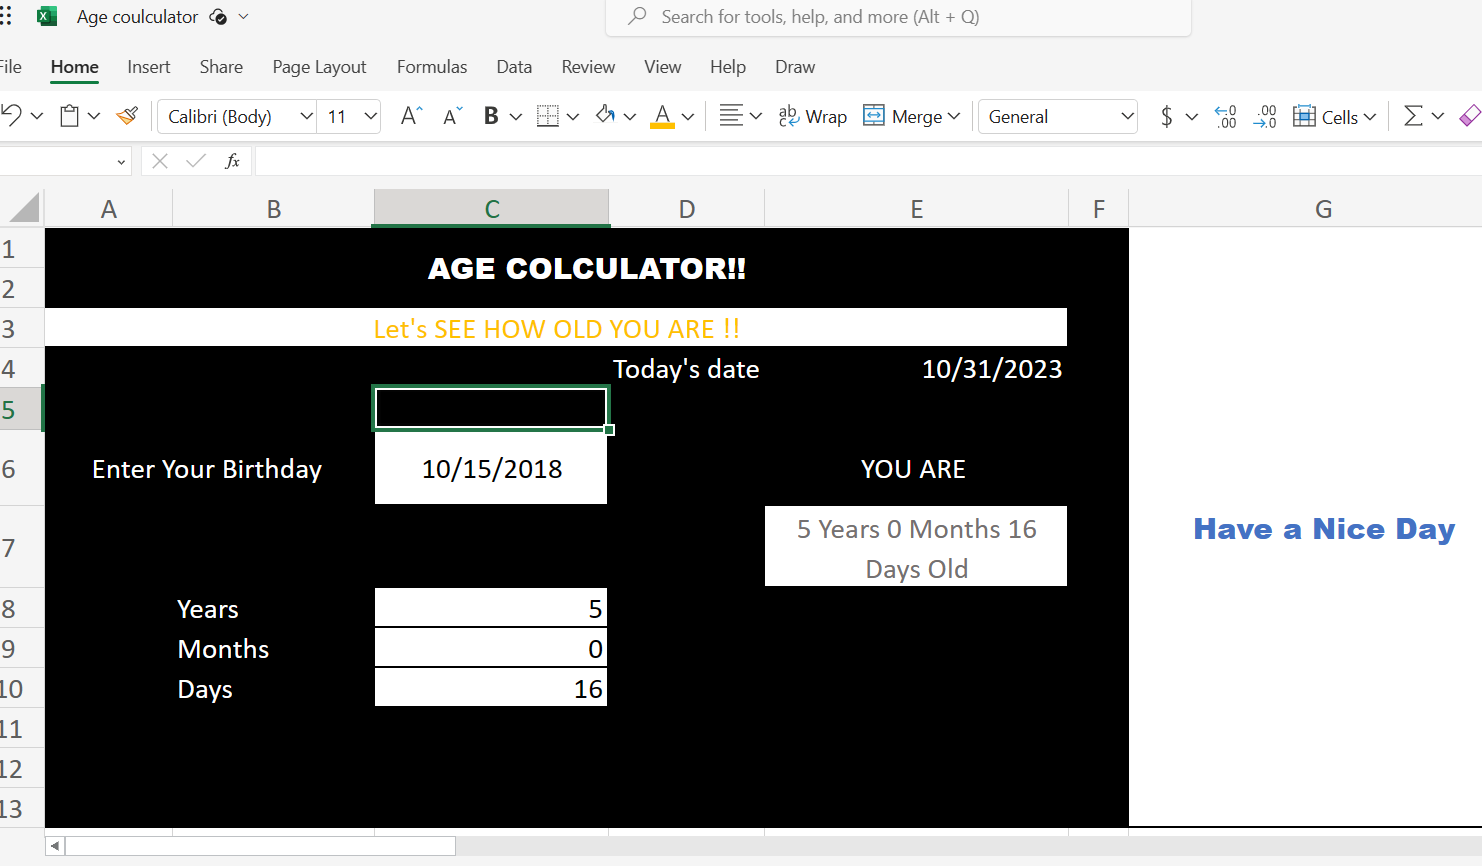 Age coulculator
Search for tools, help, and more (Alt + Q)
File Home Insert Share Page Layout Formulas Data Review View Help Draw
Calibri (Body) 11 A A B A ab Wrap Merge General $ .00 .00 Cells Σ
fx
A B C D E F G
1
AGE COLCULATOR!!
2
3 Let's SEE HOW OLD YOU ARE !!
4 Today's date 10/31/2023
5
6 Enter Your Birthday 10/15/2018 YOU ARE
7 5 Years 0 Months 16
Days Old
Have a Nice Day
8 Years 5
9 Months 0
10 Days 16
11
12
13